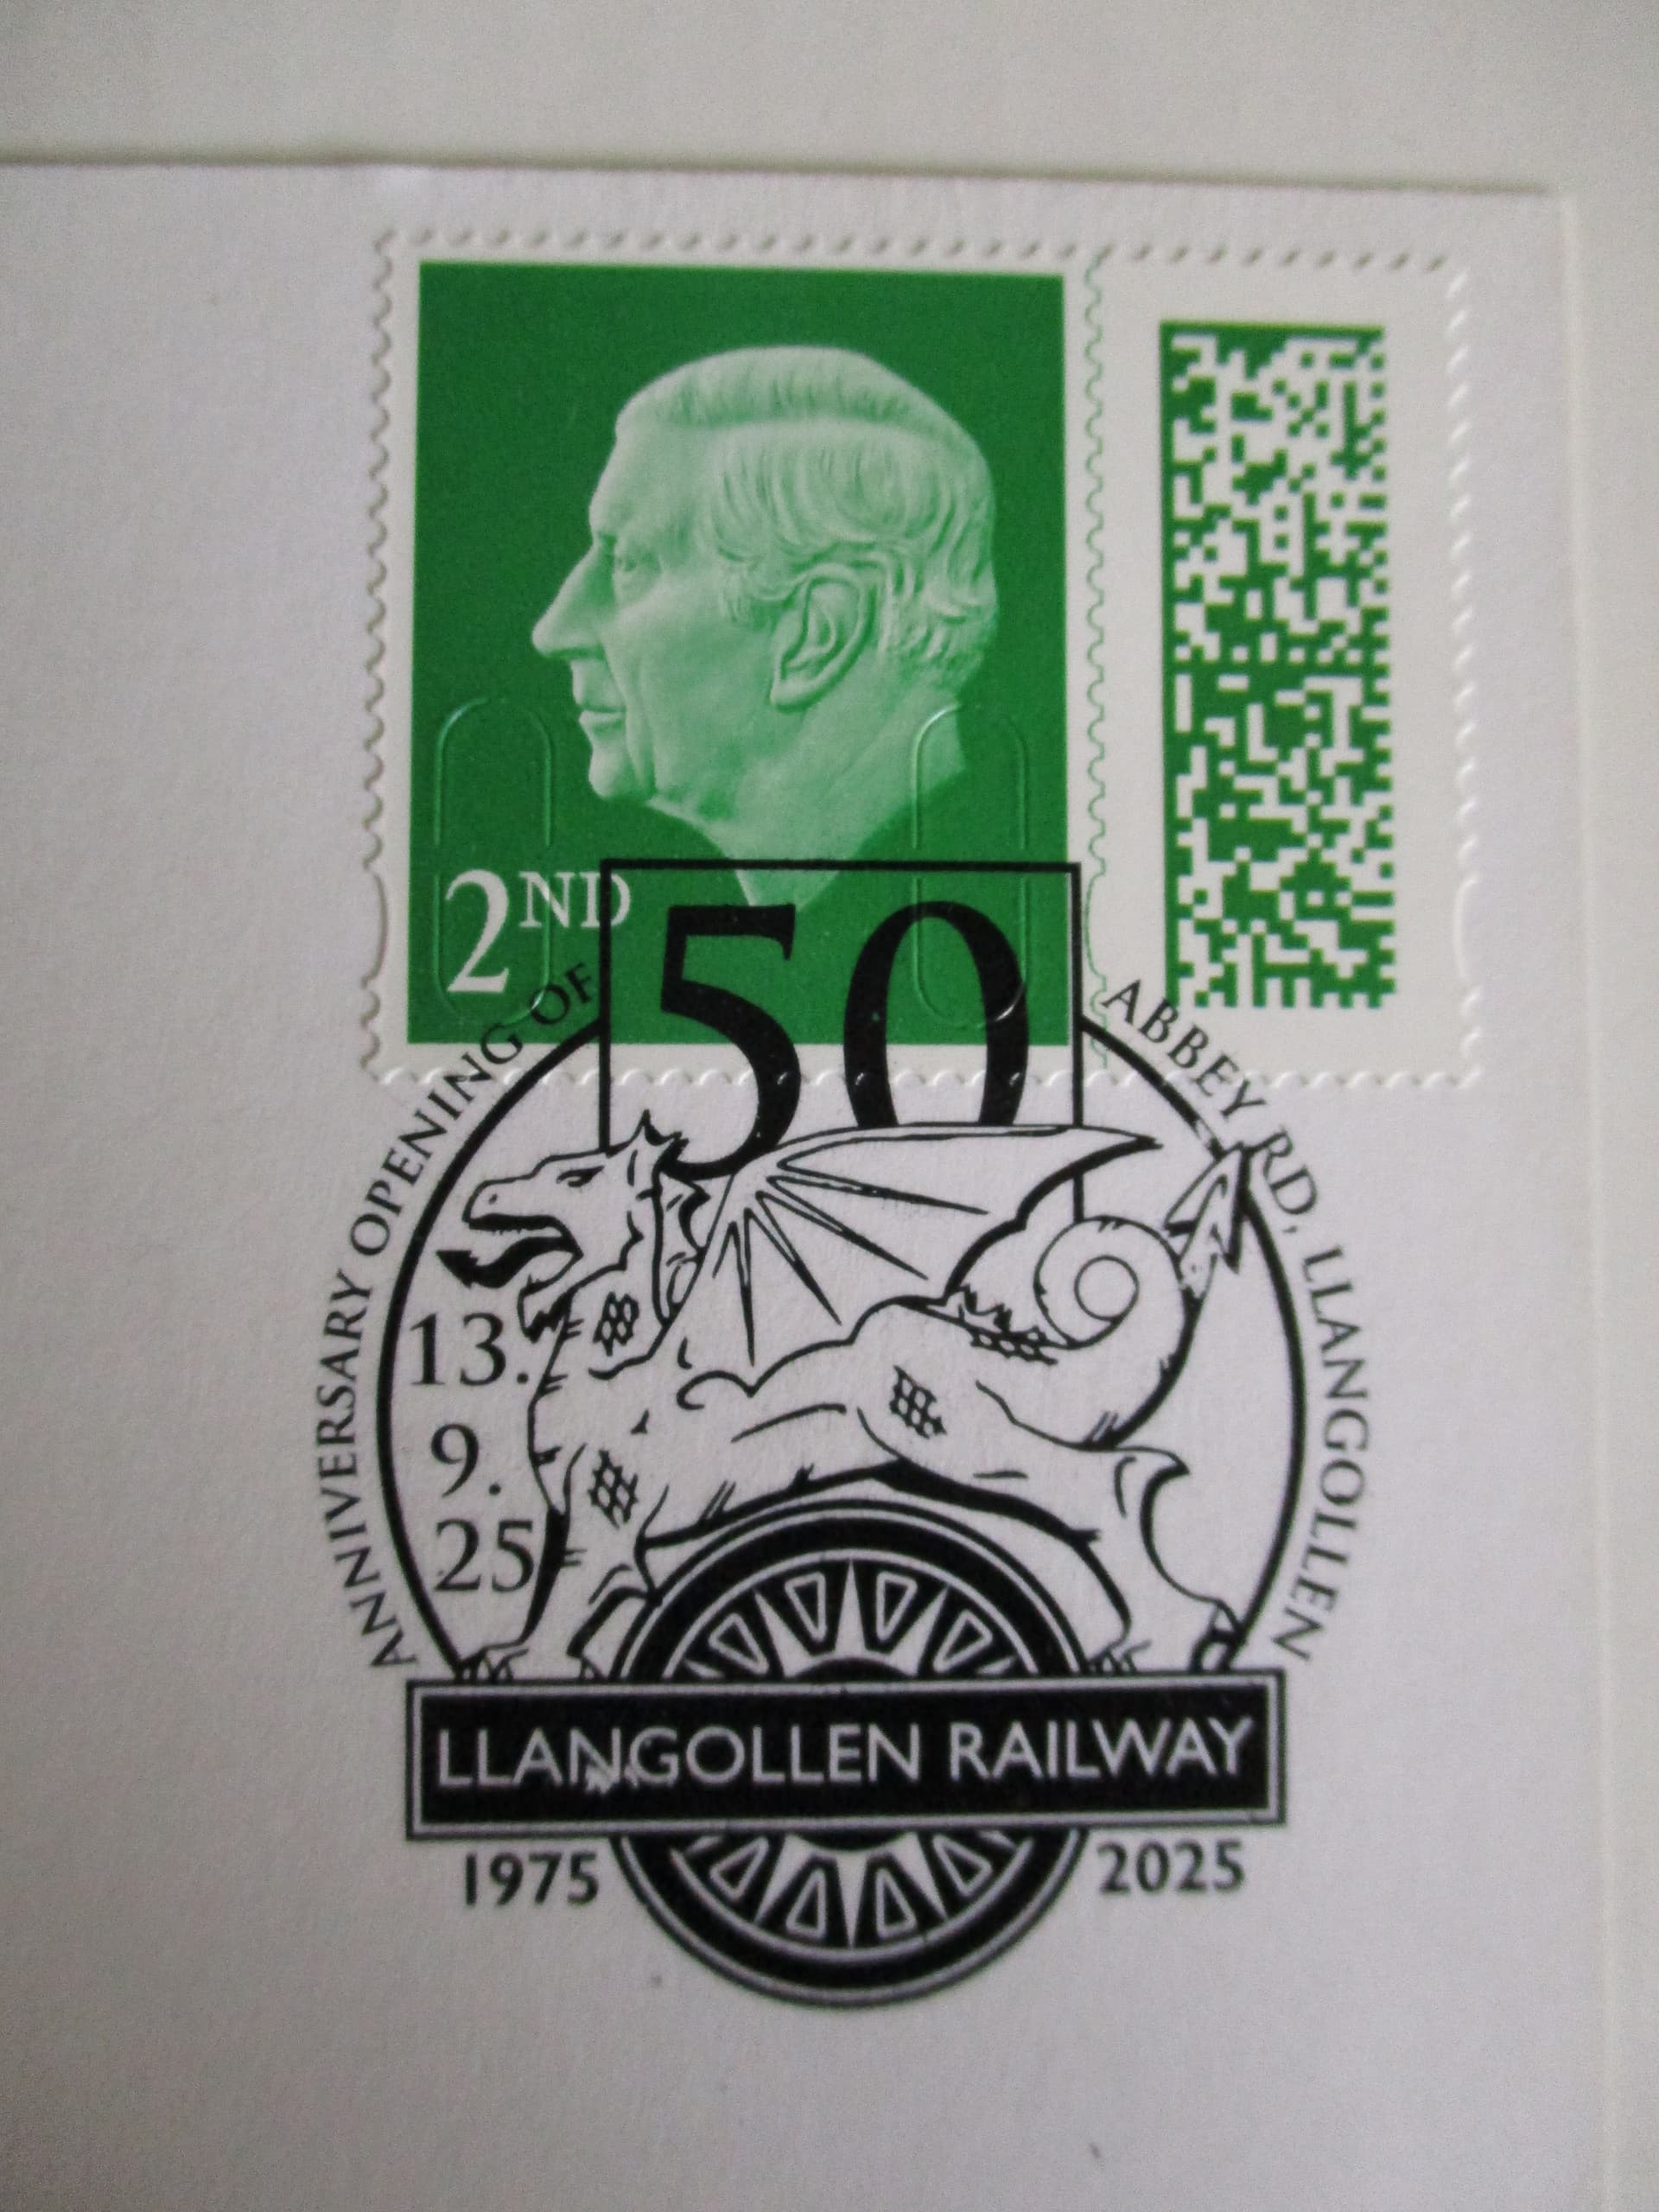 2ND
50
ANNIVERSARY OPENING OF
ABBEY RD, LLANGOLLEN
13.
9.
25
LLANGOLLEN RAILWAY
1975
2025